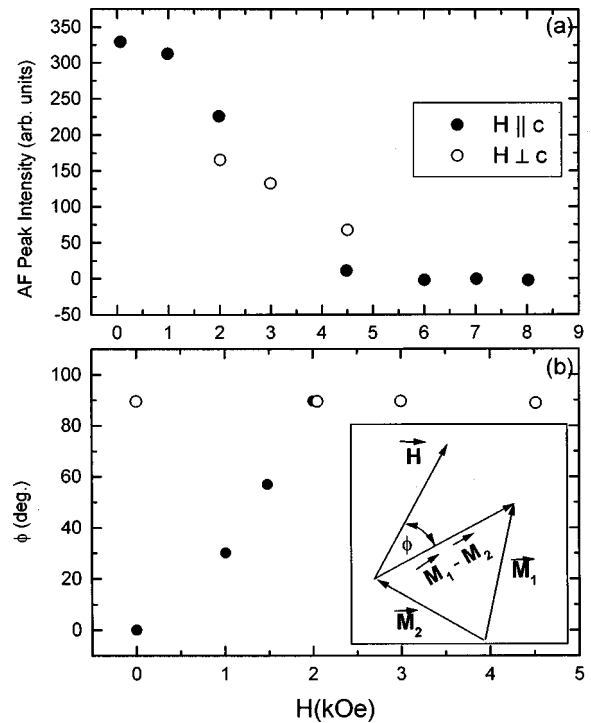 (a)
AF Peak Intensity (arb. units)
350
300
250
200
150
100
50
0
-50
H || c
H ⊥ c
0 1 2 3 4 5 6 7 8 9
(b)
ϕ (deg.)
100
80
60
40
20
0
H
ϕ
M₁ - M₂
M₁
M₂
0 1 2 3 4 5
H(kOe)